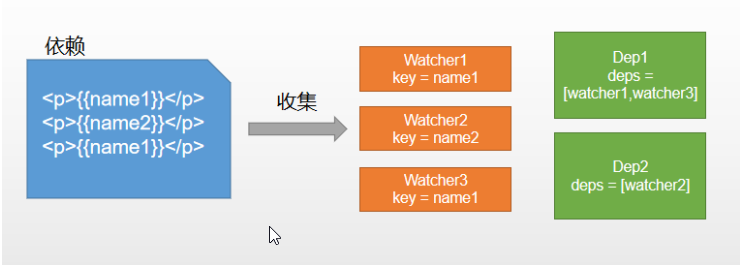 依赖
<p>{{name1}}</p>
<p>{{name2}}</p>
<p>{{name1}}</p>
收集
Watcher1
key = name1
Watcher2
key = name2
Watcher3
key = name1
Dep1
deps =
[watcher1,watcher3]
Dep2
deps = [watcher2]